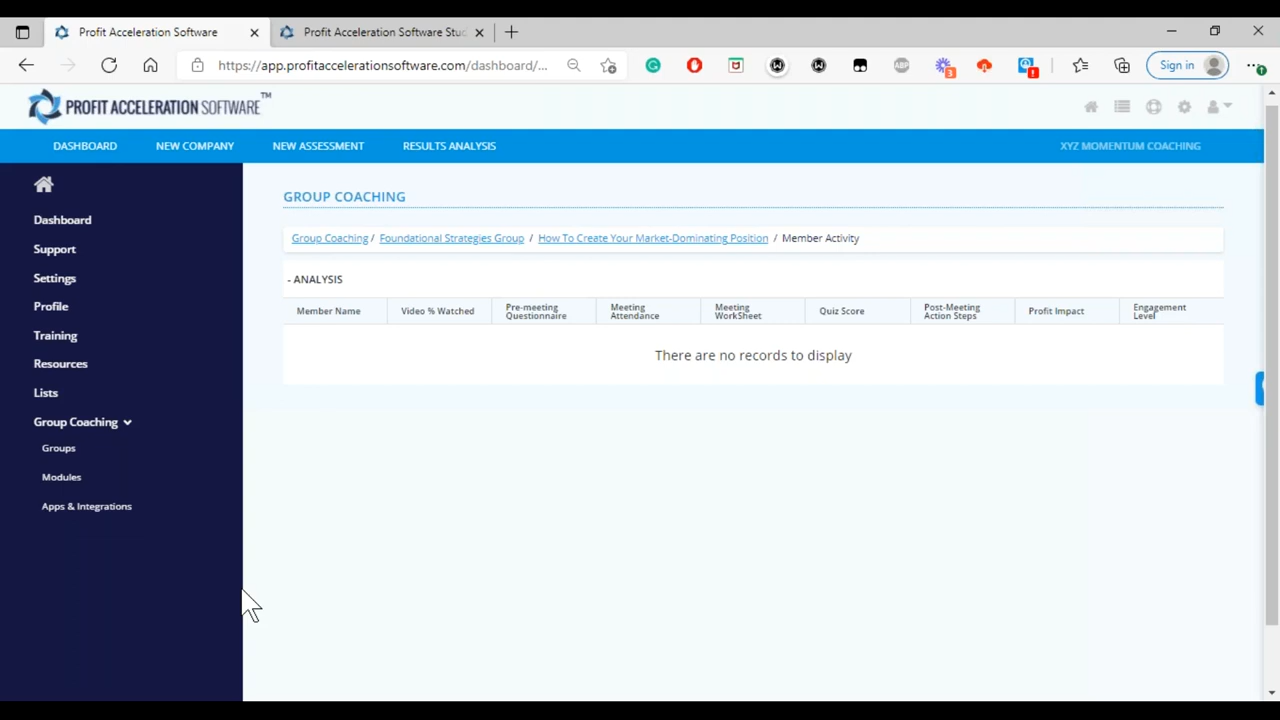 Profit Acceleration Software
Profit Acceleration Software Stud
https://app.profitaccelerationsoftware.com/dashboard/...
ABP
3
Sign in
PROFIT ACCELERATION SOFTWARE™
DASHBOARD NEW COMPANY NEW ASSESSMENT RESULTS ANALYSIS XYZ MOMENTUM COACHING
Dashboard
Support
Settings
Profile
Training
Resources
Lists
Group Coaching
Groups
Modules
Apps & Integrations
GROUP COACHING
Group Coaching / Foundational Strategies Group / How To Create Your Market-Dominating Position / Member Activity
- ANALYSIS
Member Name
Video % Watched
Pre-meeting
Questionnaire
Meeting
Attendance
Meeting
WorkSheet
Quiz Score
Post-Meeting
Action Steps
Profit Impact
Engagement
Level
There are no records to display